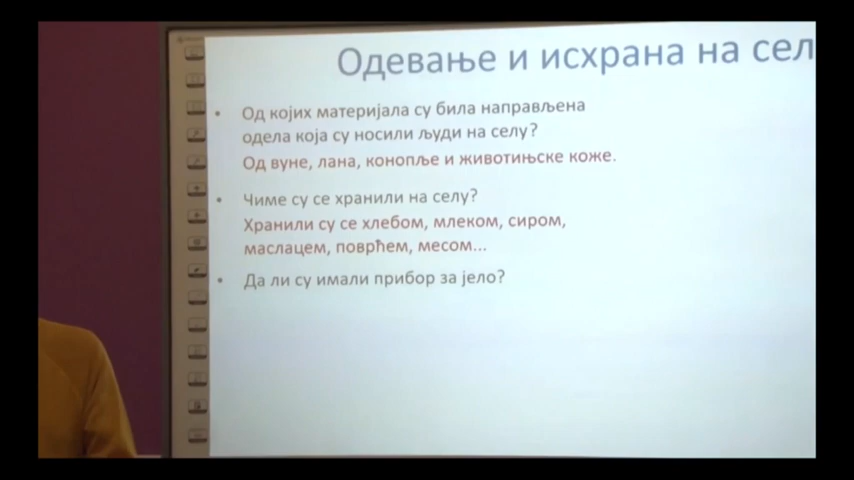 Одевање и исхрана на сел
• Од којих материјала су била направљена
одела која су носили људи на селу?
Од вуне, лана, конопље и животињске коже.
• Чиме су се хранили на селу?
Хранили су се хлебом, млеком, сиром,
маслацем, поврћем, месом...
• Да ли су имали прибор за јело?